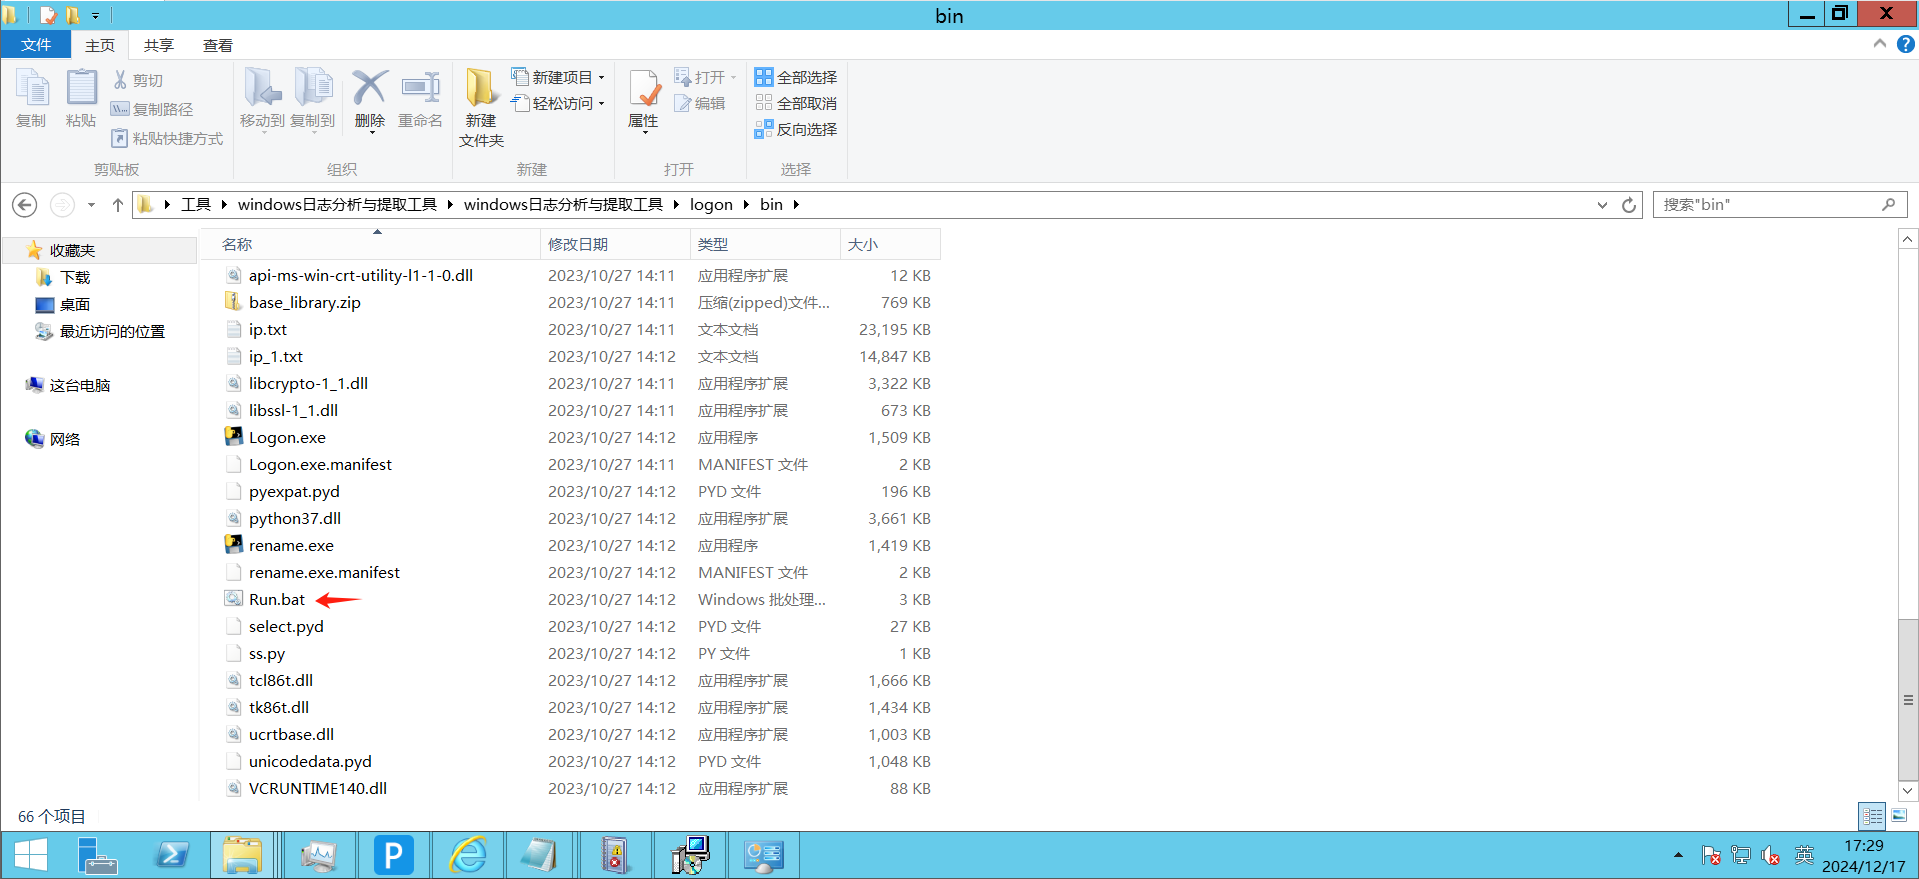 bin
文件 主页 共享 查看
复制 粘贴 剪切 复制路径 粘贴快捷方式 剪贴板
移动到 复制到 删除 重命名 组织
新建文件夹 新建项目 轻松访问 新建
属性 打开 编辑 打开
全部选择 全部取消 反向选择 选择
工具 windows日志分析与提取工具 windows日志分析与提取工具 logon bin
搜索"bin"
收藏夹
下载
桌面
最近访问的位置
这台电脑
网络
名称 修改日期 类型 大小
api-ms-win-crt-utility-l1-1-0.dll 2023/10/27 14:11 应用程序扩展 12 KB
base_library.zip 2023/10/27 14:11 压缩(zipped)文件... 769 KB
ip.txt 2023/10/27 14:11 文本文档 23,195 KB
ip_1.txt 2023/10/27 14:12 文本文档 14,847 KB
libcrypto-1_1.dll 2023/10/27 14:11 应用程序扩展 3,322 KB
libssl-1_1.dll 2023/10/27 14:11 应用程序扩展 673 KB
Logon.exe 2023/10/27 14:12 应用程序 1,509 KB
Logon.exe.manifest 2023/10/27 14:11 MANIFEST 文件 2 KB
pyexpat.pyd 2023/10/27 14:12 PYD 文件 196 KB
python37.dll 2023/10/27 14:12 应用程序扩展 3,661 KB
rename.exe 2023/10/27 14:12 应用程序 1,419 KB
rename.exe.manifest 2023/10/27 14:12 MANIFEST 文件 2 KB
Run.bat 2023/10/27 14:12 Windows 批处理... 3 KB
select.pyd 2023/10/27 14:12 PYD 文件 27 KB
ss.py 2023/10/27 14:12 PY 文件 1 KB
tcl86t.dll 2023/10/27 14:12 应用程序扩展 1,666 KB
tk86t.dll 2023/10/27 14:12 应用程序扩展 1,434 KB
ucrtbase.dll 2023/10/27 14:12 应用程序扩展 1,003 KB
unicodedata.pyd 2023/10/27 14:12 PYD 文件 1,048 KB
VCRUNTIME140.dll 2023/10/27 14:12 应用程序扩展 88 KB
66 个项目
P
英
17:29
2024/12/17